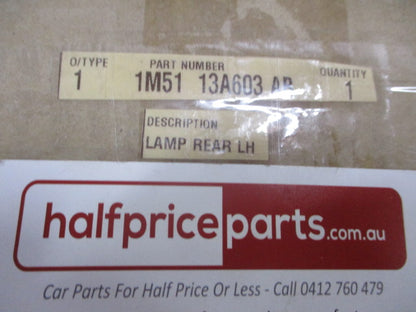 O/TYPE PART NUMBER QUANTITY
1 1M51 13A603 AB 1
DESCRIPTION
LAMP REAR LH
halfpriceparts.com.au
Car Parts For Half Price Or Less - Call 0412 760 479